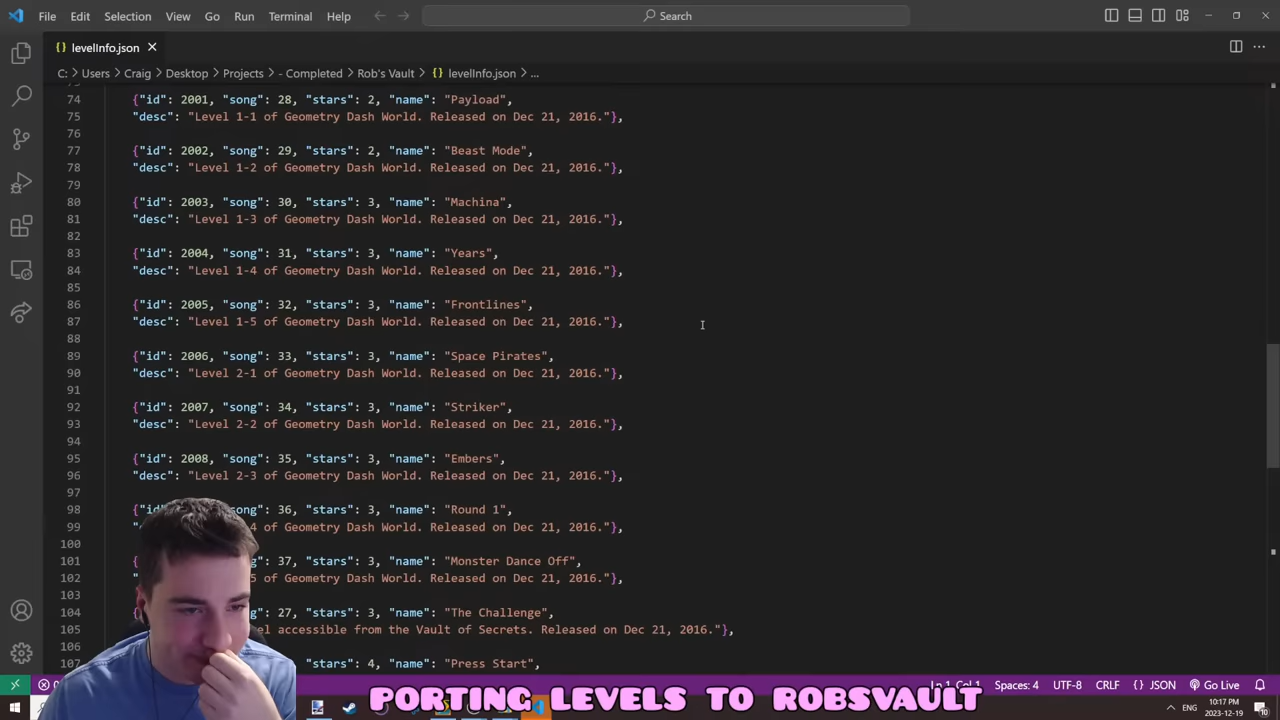 File Edit Selection View Go Run Terminal Help Search
levelInfo.json
C: > Users > Craig > Desktop > Projects > - Completed > Rob's Vault > {} levelInfo.json > ...
74 {"id": 2001, "song": 28, "stars": 2, "name": "Payload",
75 "desc": "Level 1-1 of Geometry Dash World. Released on Dec 21, 2016."},
76
77 {"id": 2002, "song": 29, "stars": 2, "name": "Beast Mode",
78 "desc": "Level 1-2 of Geometry Dash World. Released on Dec 21, 2016."},
79
80 {"id": 2003, "song": 30, "stars": 3, "name": "Machina",
81 "desc": "Level 1-3 of Geometry Dash World. Released on Dec 21, 2016."},
82
83 {"id": 2004, "song": 31, "stars": 3, "name": "Years",
84 "desc": "Level 1-4 of Geometry Dash World. Released on Dec 21, 2016."},
85
86 {"id": 2005, "song": 32, "stars": 3, "name": "Frontlines",
87 "desc": "Level 1-5 of Geometry Dash World. Released on Dec 21, 2016."},
88
89 {"id": 2006, "song": 33, "stars": 3, "name": "Space Pirates",
90 "desc": "Level 2-1 of Geometry Dash World. Released on Dec 21, 2016."},
91
92 {"id": 2007, "song": 34, "stars": 3, "name": "Striker",
93 "desc": "Level 2-2 of Geometry Dash World. Released on Dec 21, 2016."},
94
95 {"id": 2008, "song": 35, "stars": 3, "name": "Embers",
96 "desc": "Level 2-3 of Geometry Dash World. Released on Dec 21, 2016."},
97
98 36, "stars": 3, "name": "Round 1",
99 4 of Geometry Dash World. Released on Dec 21, 2016."},
100
101 37, "stars": 3, "name": "Monster Dance Off",
102 5 of Geometry Dash World. Released on Dec 21, 2016."},
103
104 27, "stars": 3, "name": "The Challenge",
105 accessible from the Vault of Secrets. Released on Dec 21, 2016."},
106
107 "stars": 4, "name": "Press Start",
Ln 1, Col 1 Spaces: 4 UTF-8 CRLF {} JSON Go Live
PORTING LEVELS TO ROBSVAULT
ENG 10:17 PM
2023-12-19